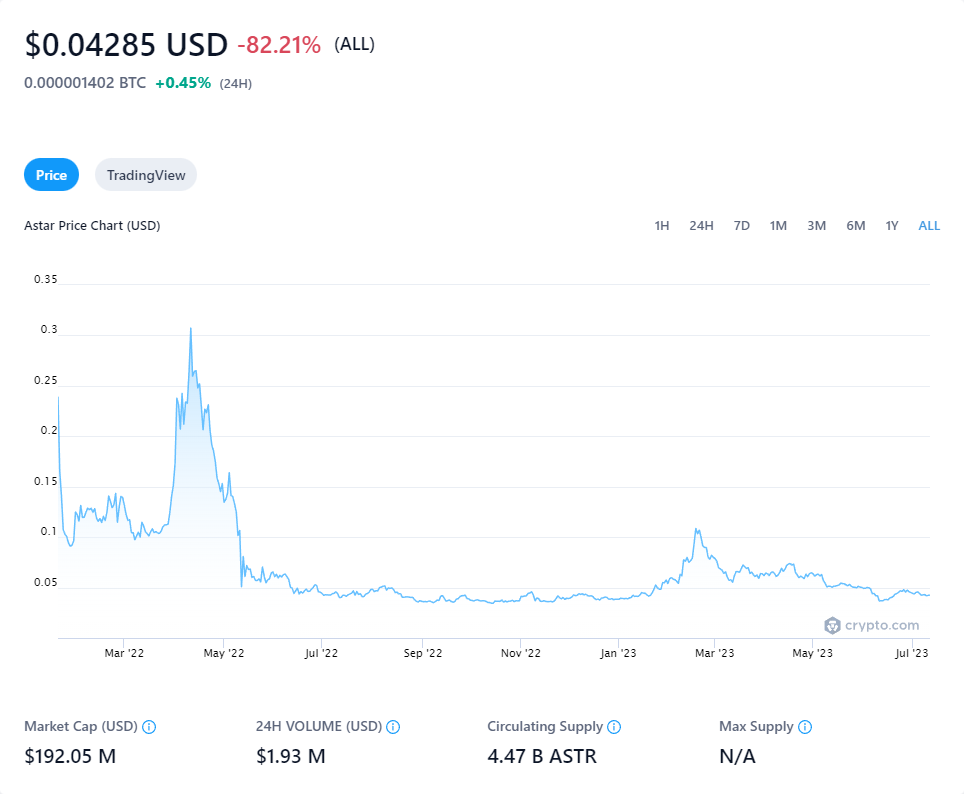 $0.04285 USD -82.21% (ALL)
0.000001402 BTC +0.45% (24H)
Price TradingView
Astar Price Chart (USD) 1H 24H 7D 1M 3M 6M 1Y ALL
0.35
0.3
0.25
0.2
0.15
0.1
0.05
crypto.com
Mar '22 May '22 Jul '22 Sep '22 Nov '22 Jan '23 Mar '23 May '23 Jul '23
Market Cap (USD) 24H VOLUME (USD) Circulating Supply Max Supply
$192.05 M $1.93 M 4.47 B ASTR N/A